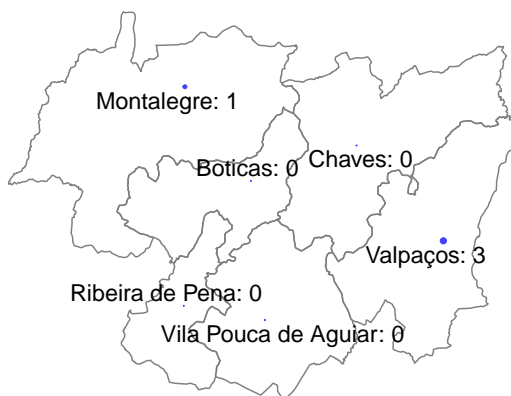 Montalegre: 1
Boticas: 0
Chaves: 0
Valpaços: 3
Ribeira de Pena: 0
Vila Pouca de Aguiar: 0